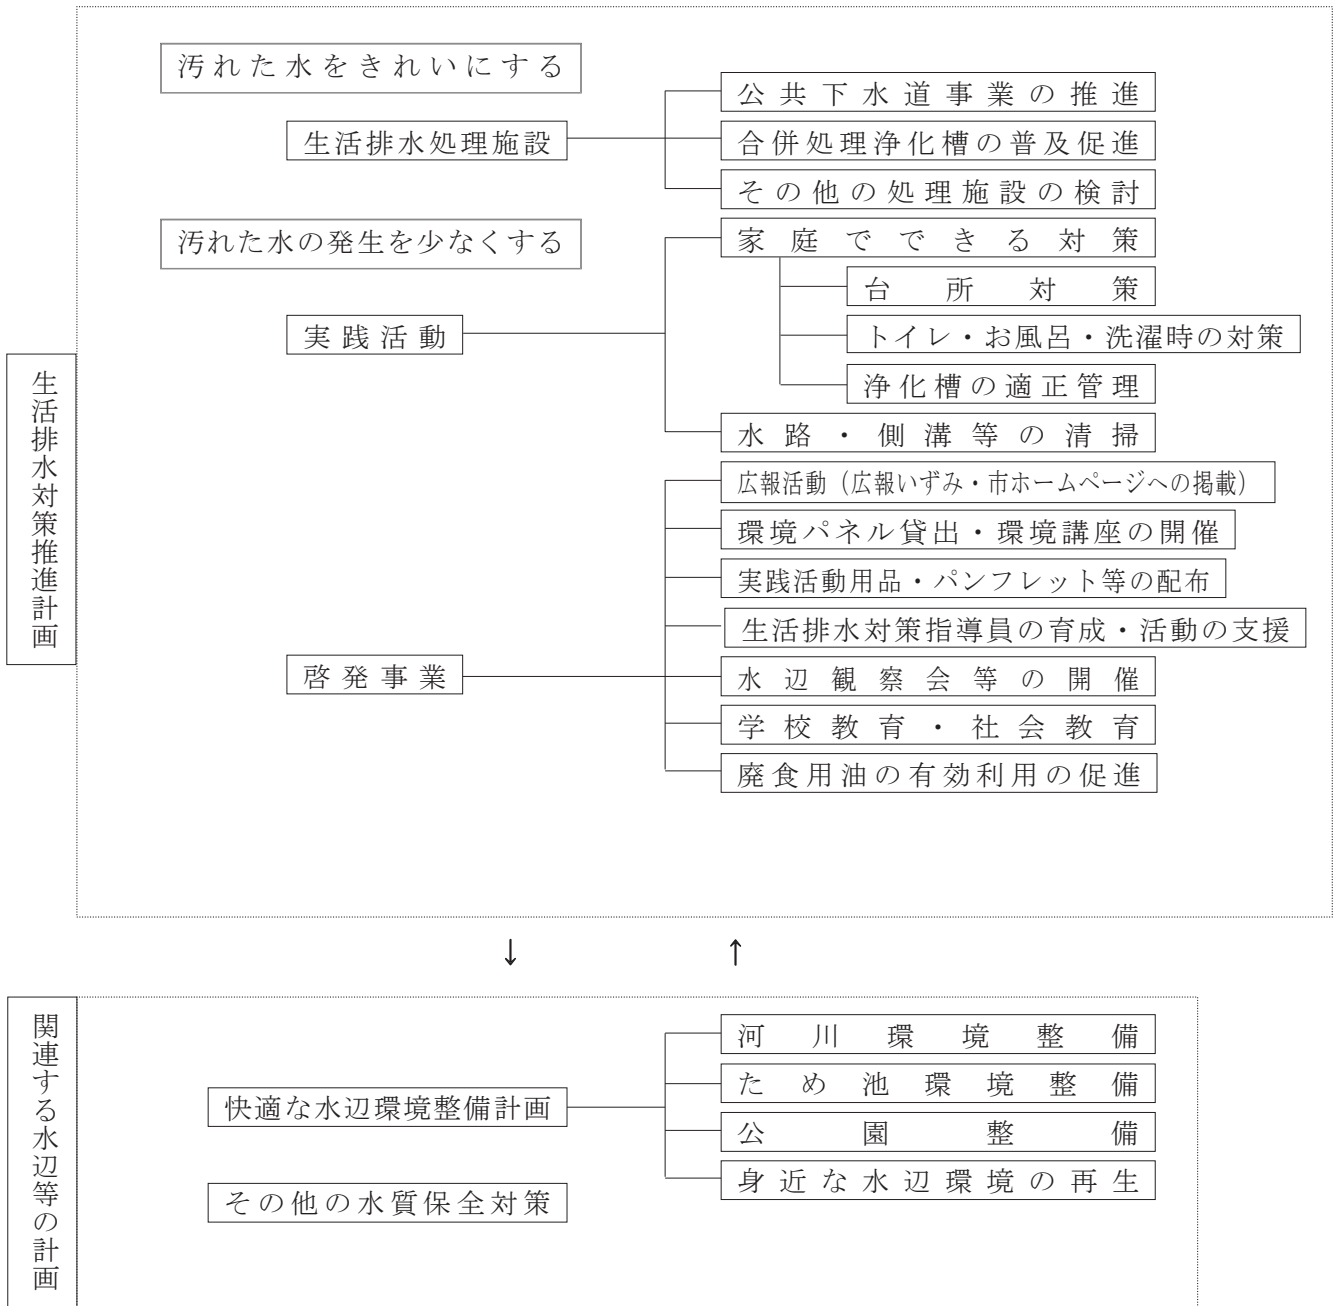 生活排水対策推進計画
汚れた水をきれいにする
生活排水処理施設
公共下水道事業の推進
合併処理浄化槽の普及促進
その他の処理施設の検討
汚れた水の発生を少なくする
実践活動
家庭でできる対策
台所対策
トイレ・お風呂・洗濯時の対策
浄化槽の適正管理
水路・側溝等の清掃
啓発事業
広報活動（広報いずみ・市ホームページへの掲載）
環境パネル貸出・環境講座の開催
実践活動用品・パンフレット等の配布
生活排水対策指導員の育成・活動の支援
水辺観察会等の開催
学校教育・社会教育
廃食用油の有効利用の促進
↓ ↑
関連する水辺等の計画
快適な水辺環境整備計画
河川環境整備
ため池環境整備
公園整備
身近な水辺環境の再生
その他の水質保全対策